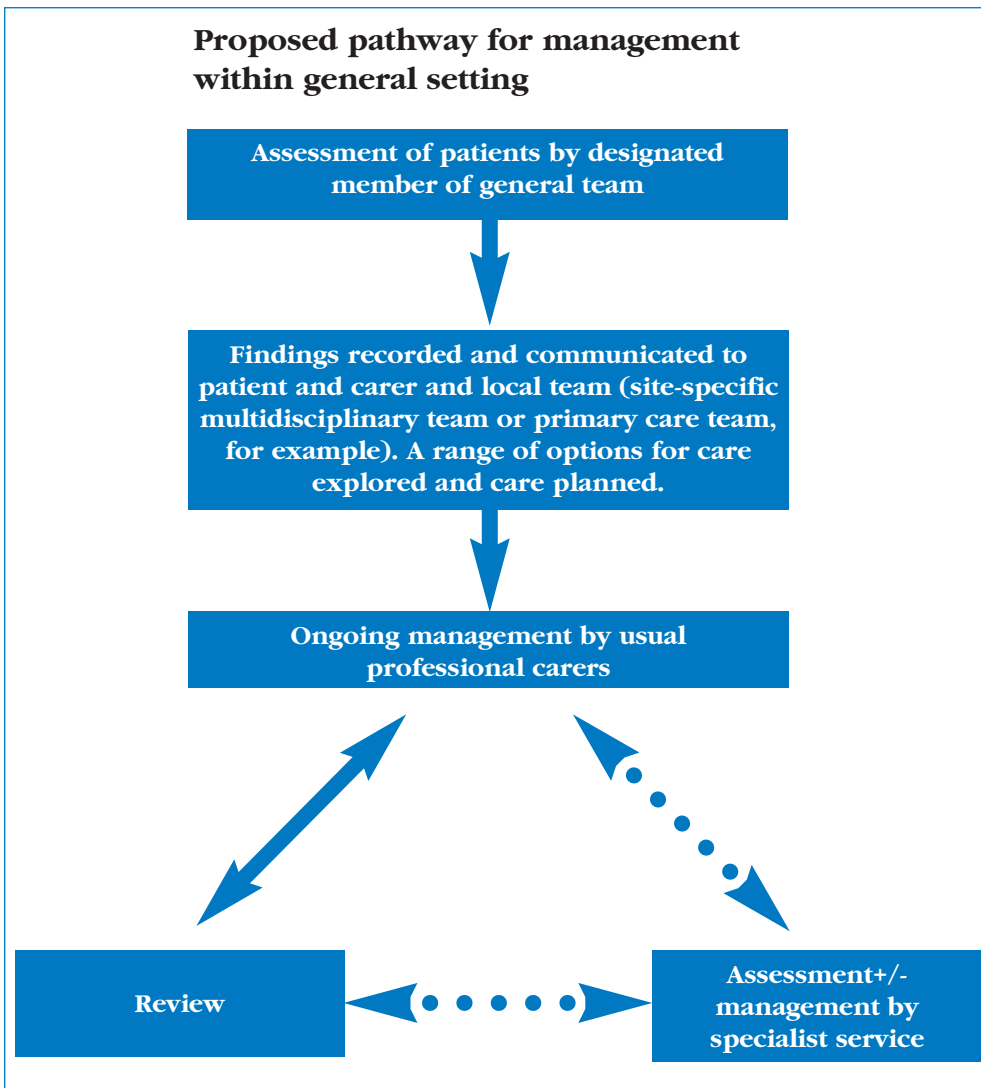 Proposed pathway for management
within general setting
Assessment of patients by designated
member of general team
Findings recorded and communicated to
patient and carer and local team (site-specific
multidisciplinary team or primary care team,
for example). A range of options for care
explored and care planned.
Ongoing management by usual
professional carers
Review
Assessment+/-
management by
specialist service